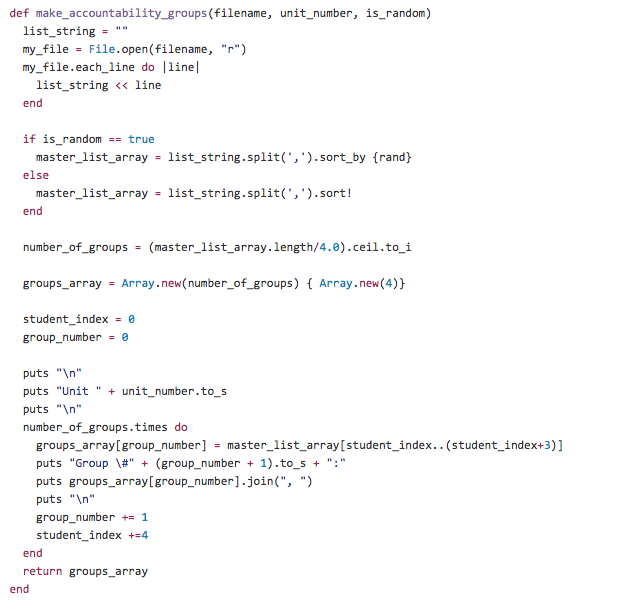 def make_accountability_groups(filename, unit_number, is_random)
  list_string = ""
  my_file = File.open(filename, "r")
  my_file.each_line do |line|
    list_string << line
  end

  if is_random == true
    master_list_array = list_string.split(',').sort_by {rand}
  else
    master_list_array = list_string.split(',').sort!
  end

  number_of_groups = (master_list_array.length/4.0).ceil.to_i

  groups_array = Array.new(number_of_groups) { Array.new(4)}

  student_index = 0
  group_number = 0

  puts "\n"
  puts "Unit " + unit_number.to_s
  puts "\n"
  number_of_groups.times do
    groups_array[group_number] = master_list_array[student_index..(student_index+3)]
    puts "Group \#" + (group_number + 1).to_s + ":"
    puts groups_array[group_number].join(", ")
    puts "\n"
    group_number += 1
    student_index +=4
  end
  return groups_array
end